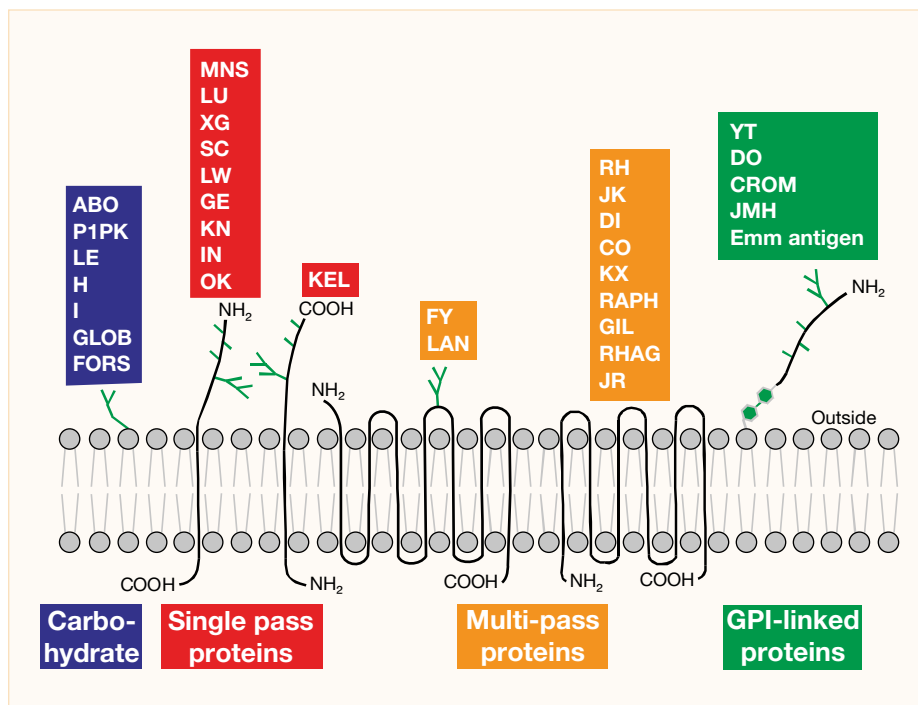 ABO
P1PK
LE
H
I
GLOB
FORS
MNS
LU
XG
SC
LW
GE
KN
IN
OK
NH2
KEL
COOH
NH2
FY
LAN
RH
JK
DI
CO
KX
RAPH
GIL
RHAG
JR
YT
DO
CROM
JMH
Emm antigen
NH2
Outside
COOH
NH2
COOH
NH2
COOH
Carbo-
hydrate
Single pass
proteins
Multi-pass
proteins
GPI-linked
proteins